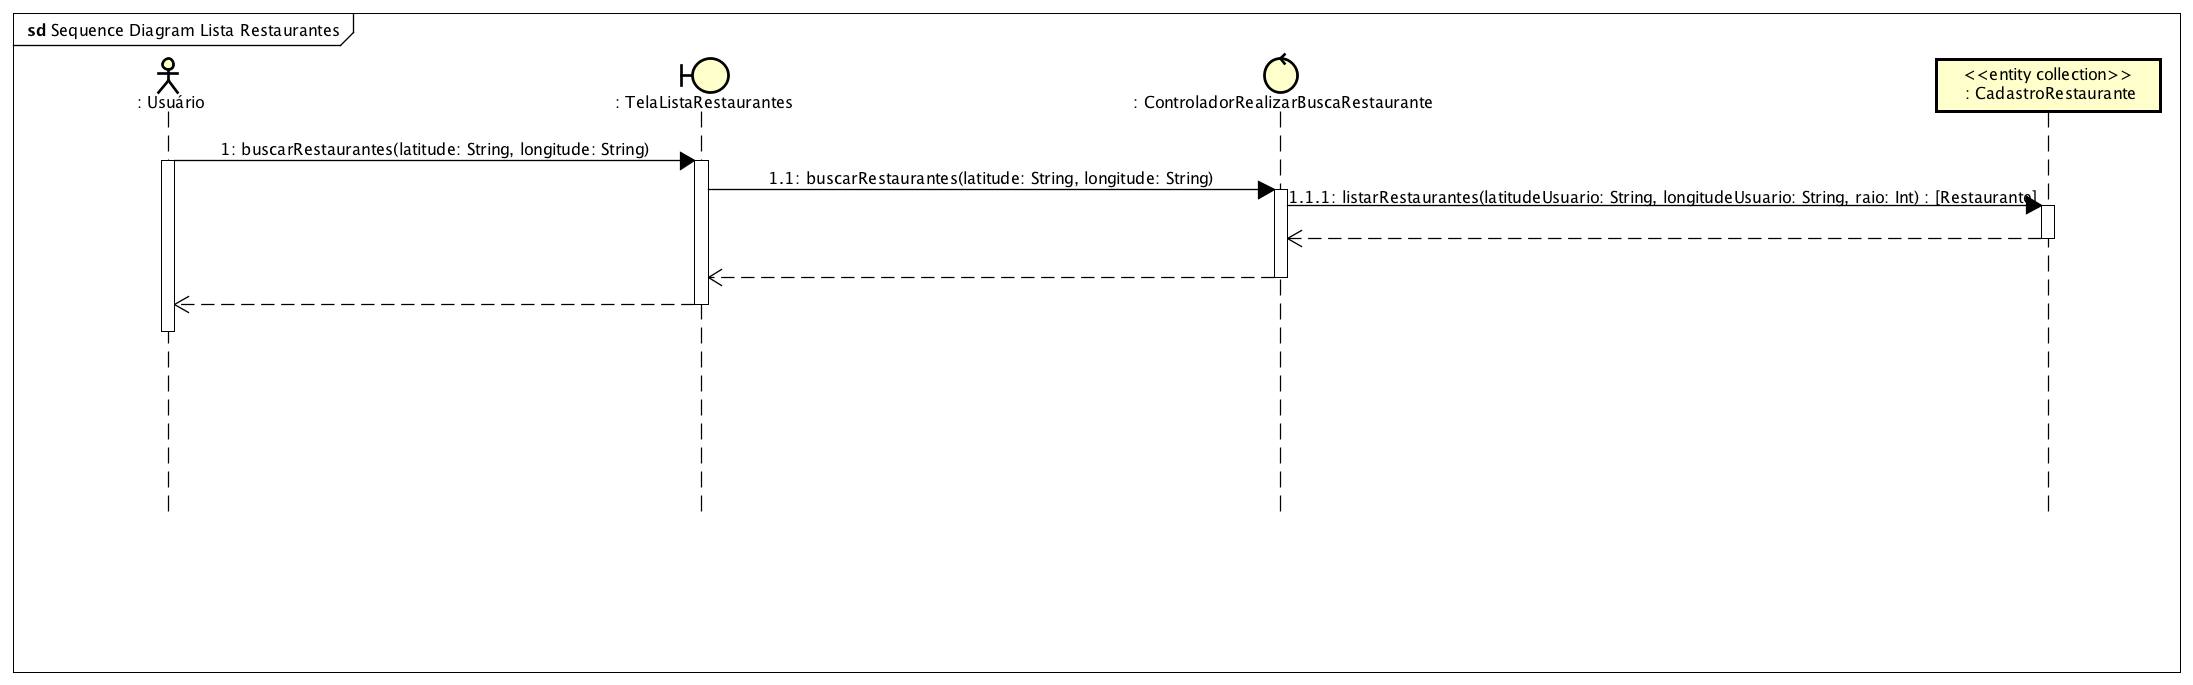 sd Sequence Diagram Lista Restaurantes
: Usuário
: TelaListaRestaurantes
: ControladorRealizarBuscaRestaurante
<<entity collection>>
: CadastroRestaurante
1: buscarRestaurantes(latitude: String, longitude: String)
1.1: buscarRestaurantes(latitude: String, longitude: String)
1.1.1: listarRestaurantes(latitudeUsuario: String, longitudeUsuario: String, raio: Int) : [Restaurante]